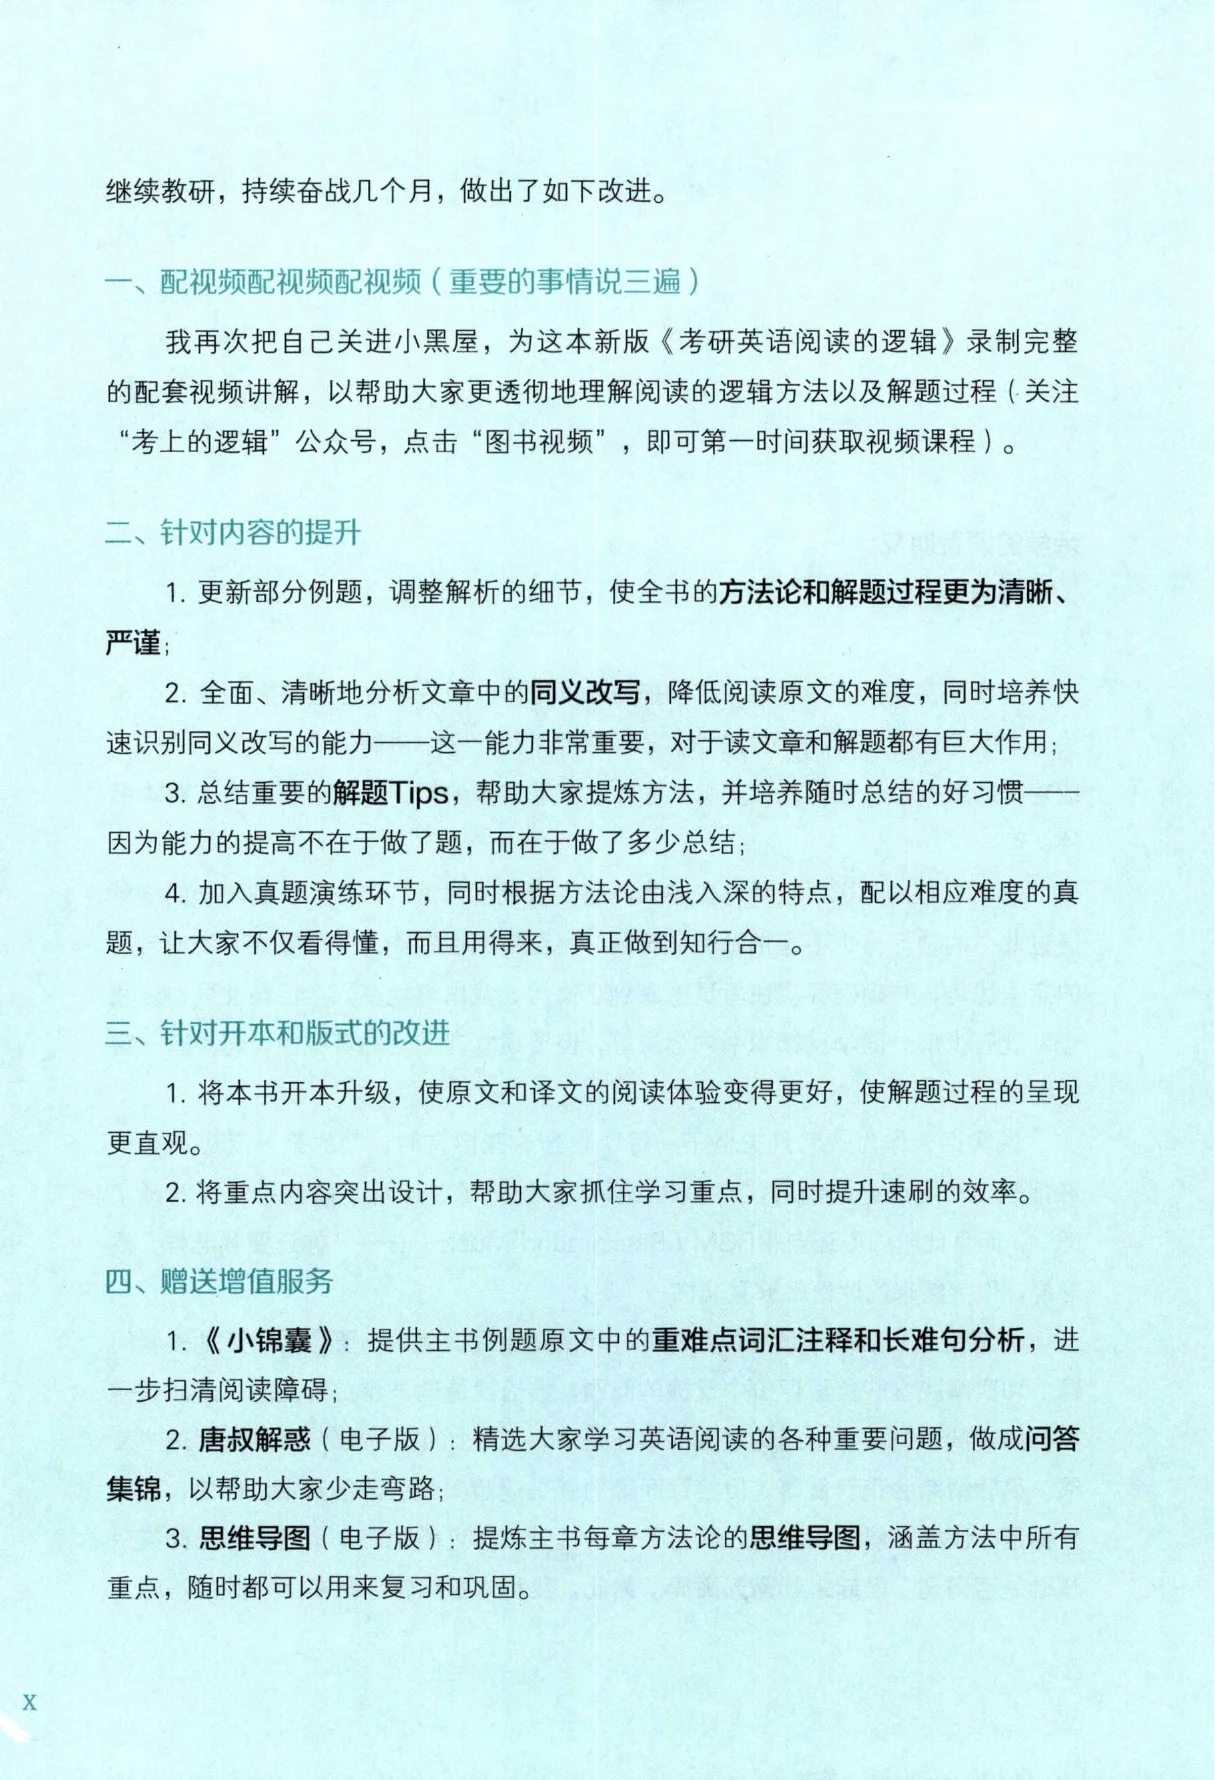 继续教研，持续奋战几个月，做出了如下改进。
一、配视频配视频配视频（重要的事情说三遍）
我再次把自己关进小黑屋，为这本新版《考研英语阅读的逻辑》录制完整
的配套视频讲解，以帮助大家更透彻地理解阅读的逻辑方法以及解题过程（关注
“考上的逻辑”公众号，点击“图书视频”，即可第一时间获取视频课程）。
二、针对内容的提升
1. 更新部分例题，调整解析的细节，使全书的方法论和解题过程更为清晰、
严谨；
2. 全面、清晰地分析文章中的同义改写，降低阅读原文的难度，同时培养快
速识别同义改写的能力——这一能力非常重要，对于读文章和解题都有巨大作用；
3. 总结重要的解题Tips，帮助大家提炼方法，并培养随时总结的好习惯——
因为能力的提高不在于做了题，而在于做了多少总结；
4. 加入真题演练环节，同时根据方法论由浅入深的特点，配以相应难度的真
题，让大家不仅看得懂，而且用得来，真正做到知行合一。
三、针对开本和版式的改进
1. 将本书开本升级，使原文和译文的阅读体验变得更好，使解题过程的呈现
更直观。
2. 将重点内容突出设计，帮助大家抓住学习重点，同时提升速刷的效率。
四、赠送增值服务
1.《小锦囊》：提供主书例题原文中的重难点词汇注释和长难句分析，进
一步扫清阅读障碍；
2. 唐叔解惑（电子版）：精选大家学习英语阅读的各种重要问题，做成问答
集锦，以帮助大家少走弯路；
3. 思维导图（电子版）：提炼主书每章方法论的思维导图，涵盖方法中所有
重点，随时都可以用来复习和巩固。
X